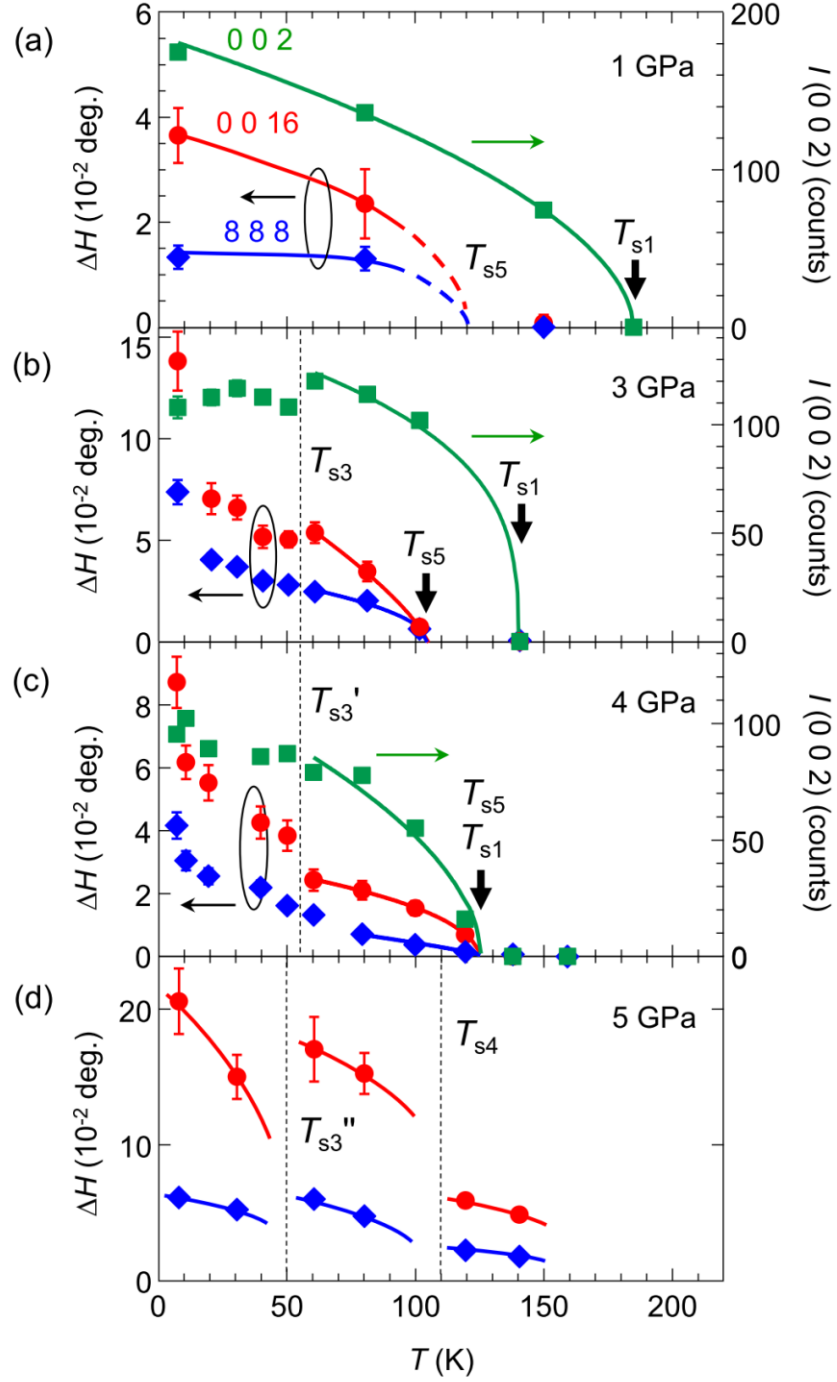 (a)
6
4
2
0
ΔH (10⁻² deg.)
0 0 2
0 0 16
8 8 8
1 GPa
Ts5
Ts1
200
100
0
I (0 0 2) (counts)
(b)
15
10
5
0
ΔH (10⁻² deg.)
3 GPa
Ts3
Ts5
Ts1
100
50
0
I (0 0 2) (counts)
(c)
8
6
4
2
0
ΔH (10⁻² deg.)
4 GPa
Ts3'
Ts5
Ts1
100
50
0
I (0 0 2) (counts)
(d)
20
10
0
ΔH (10⁻² deg.)
5 GPa
Ts4
Ts3"
0 50 100 150 200
T (K)